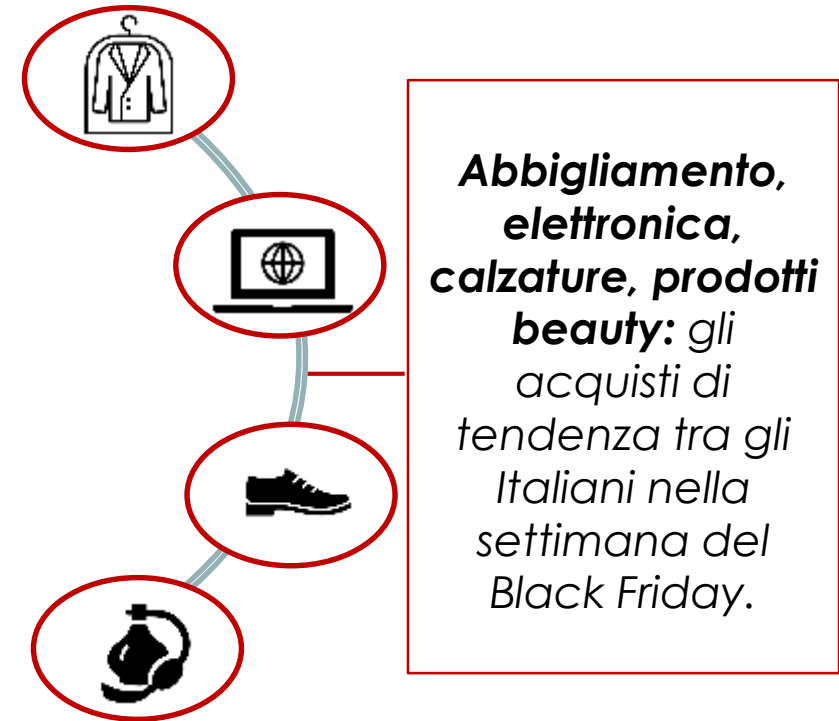 Abbigliamento,
elettronica,
calzature, prodotti
beauty: gli
acquisti di
tendenza tra gli
Italiani nella
settimana del
Black Friday.